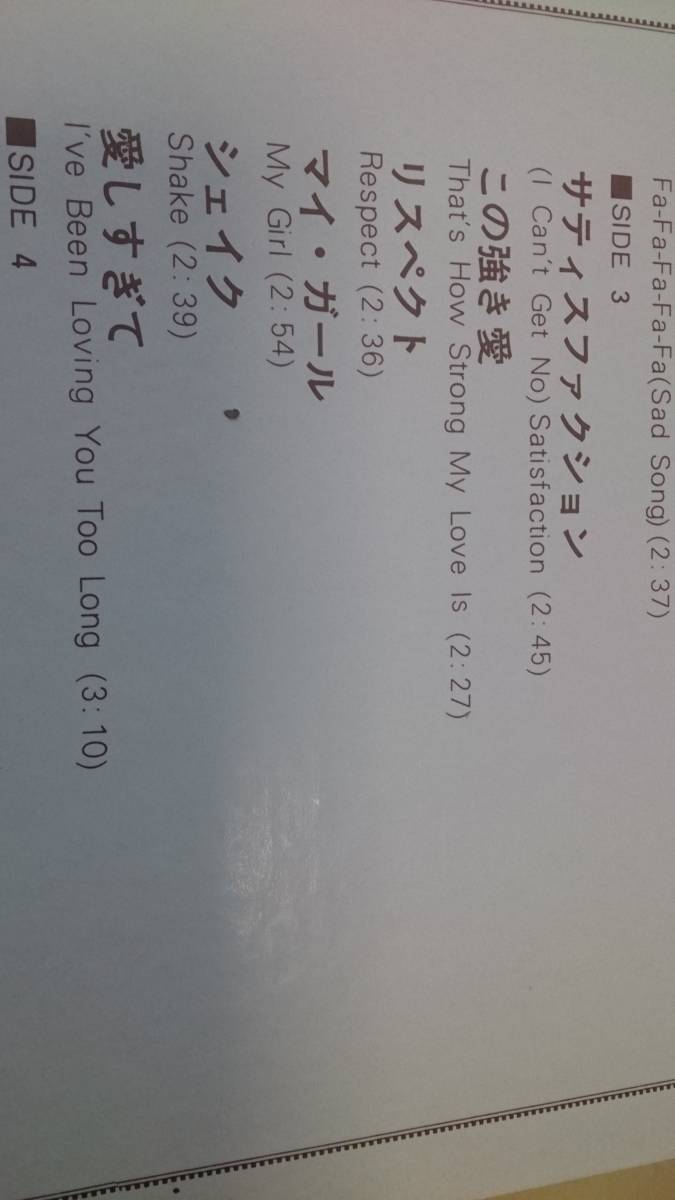 Fa-Fa-Fa-Fa-Fa(Sad Song) (2:37)
■SIDE 3
サティスファクション
(I Can't Get No) Satisfaction (2:45)
この強き愛
That's How Strong My Love Is (2:27)
リスペクト
Respect (2:36)
マイ・ガール
My Girl (2:54)
シェイク
Shake (2:39)
愛しすぎて
I've Been Loving You Too Long (3:10)
■SIDE 4